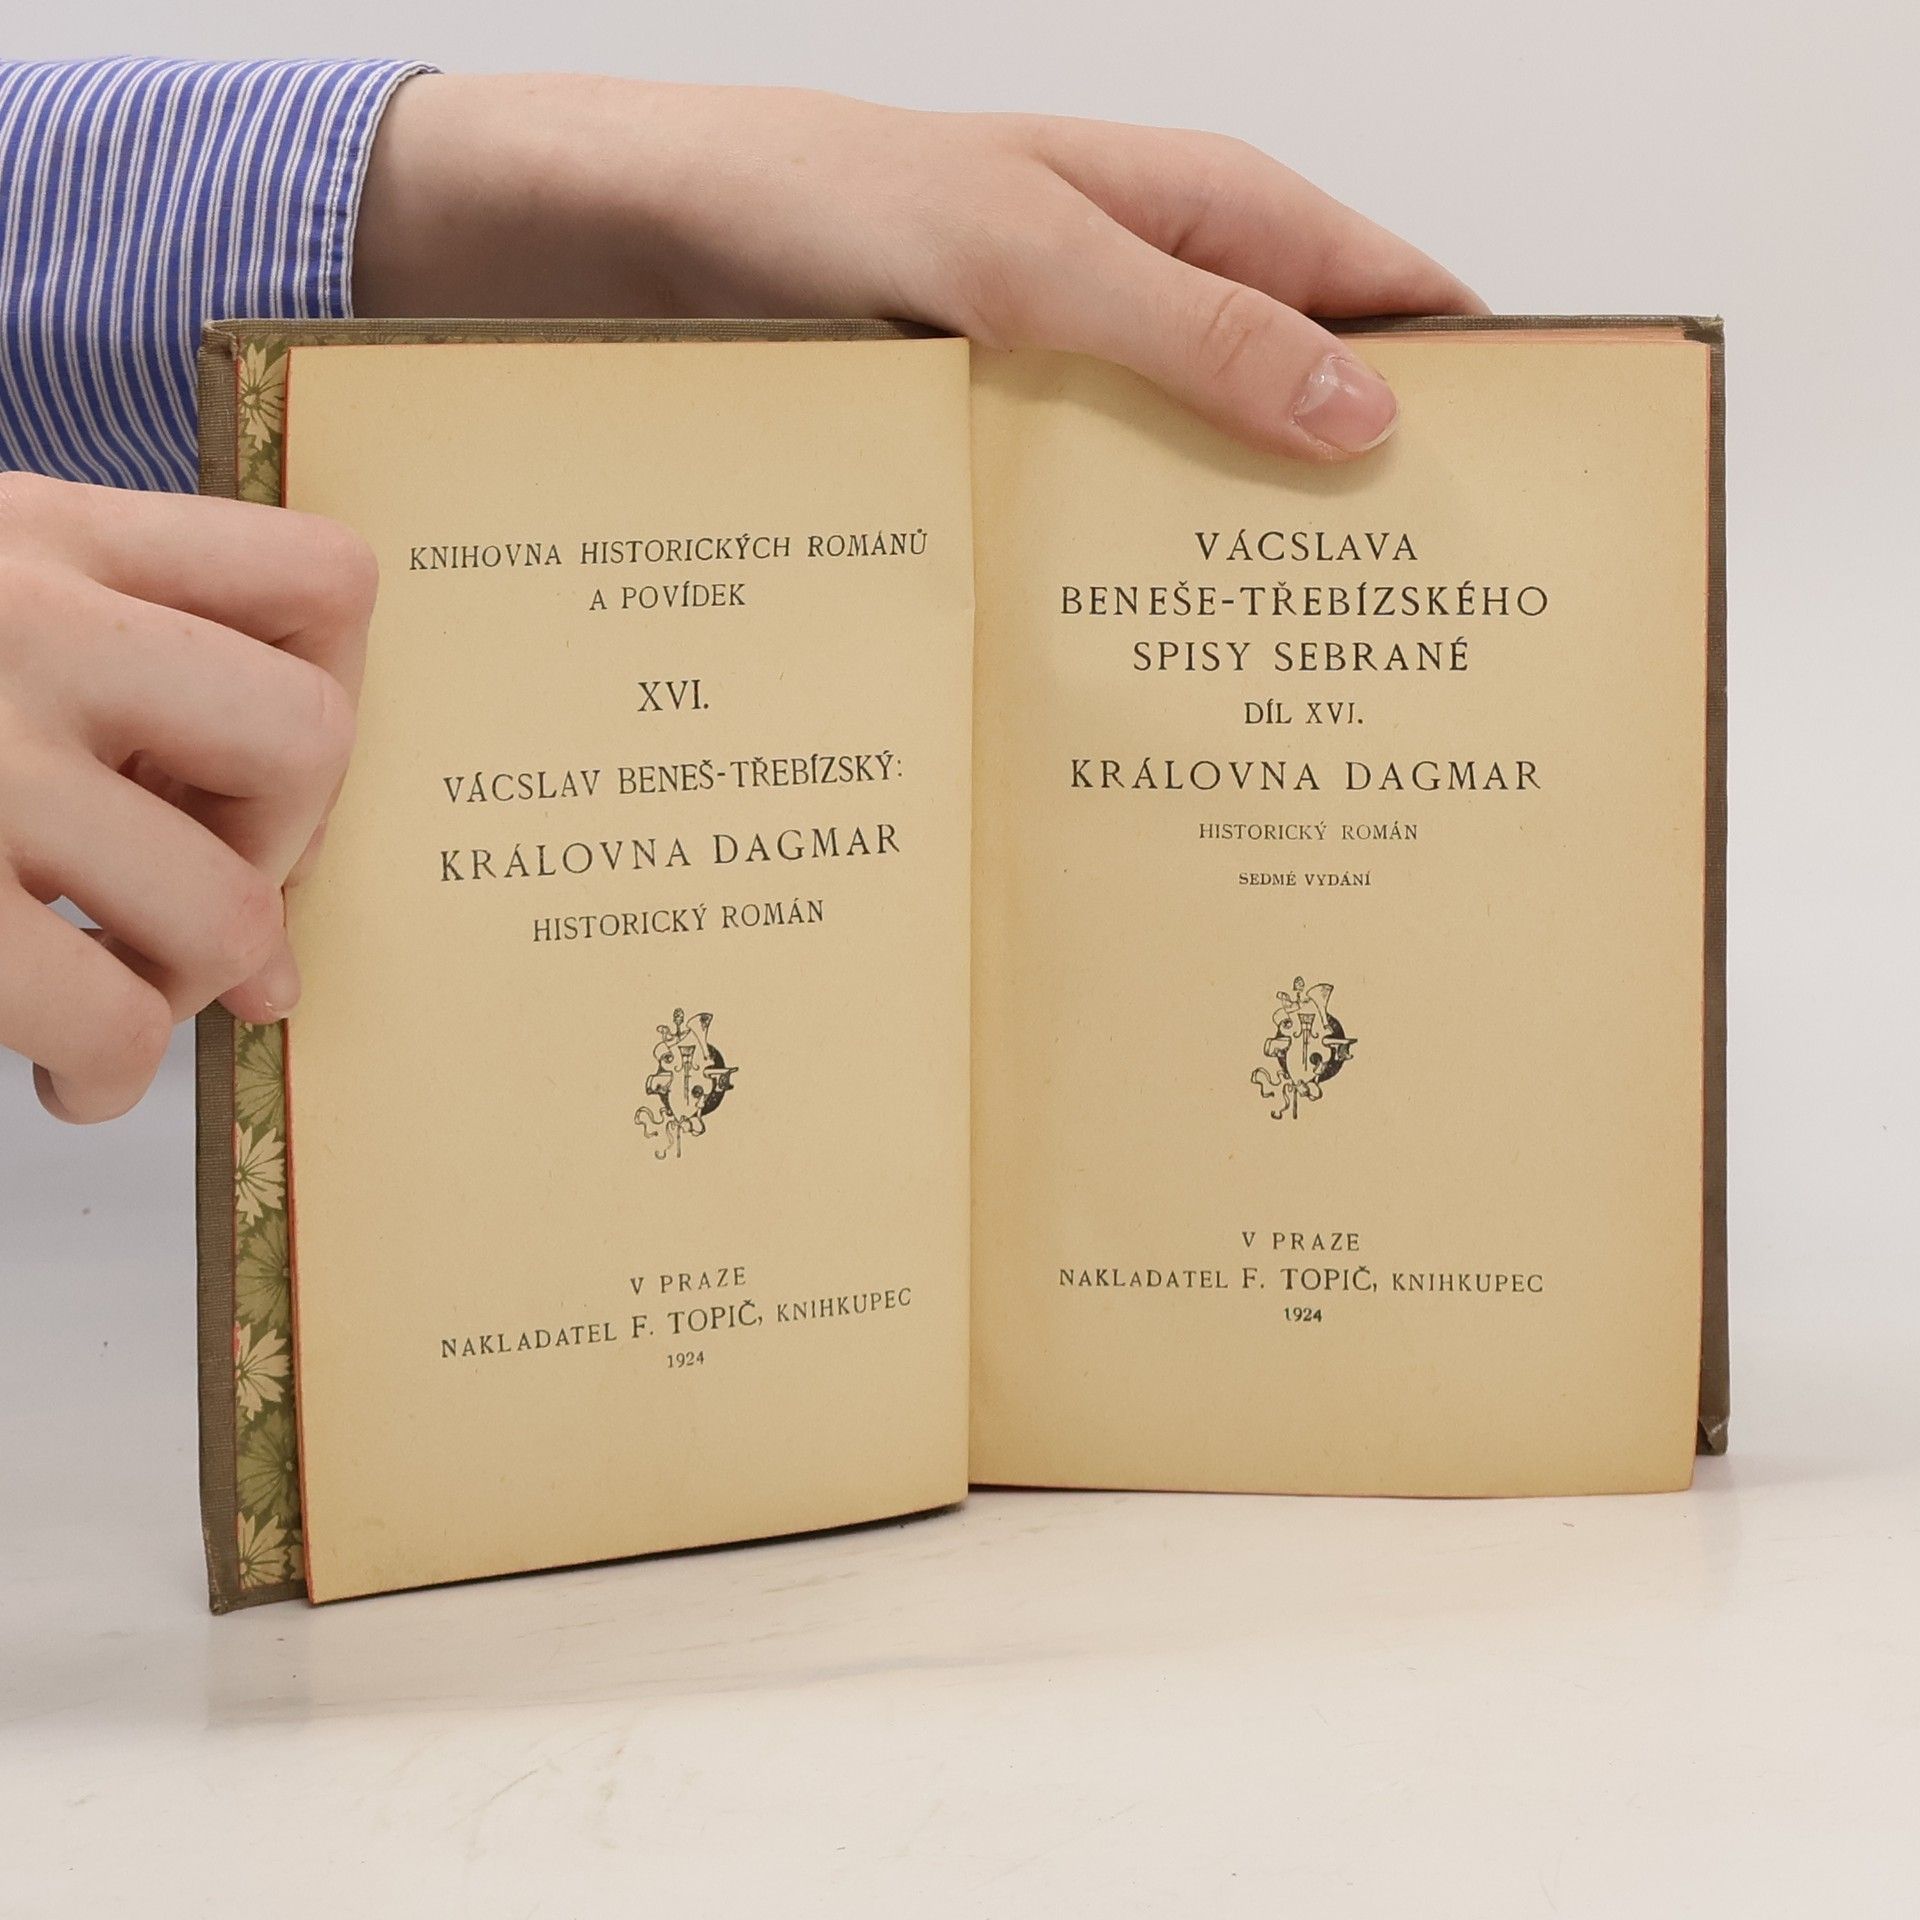 KNIHOVNA HISTORICKÝCH ROMÁNŮ
A POVÍDEK
XVI.
VÁCSLAV BENEŠ-TŘEBÍZSKÝ:
KRÁLOVNA DAGMAR
HISTORICKÝ ROMÁN
V PRAZE
NAKLADATEL F. TOPIČ, KNIHKUPEC
1924
VÁCSLAVA
BENEŠE-TŘEBÍZSKÉHO
SPISY SEBRANÉ
DÍL XVI.
KRÁLOVNA DAGMAR
HISTORICKÝ ROMÁN
SEDMÉ VYDÁNÍ
V PRAZE
NAKLADATEL F. TOPIČ, KNIHKUPEC
1924